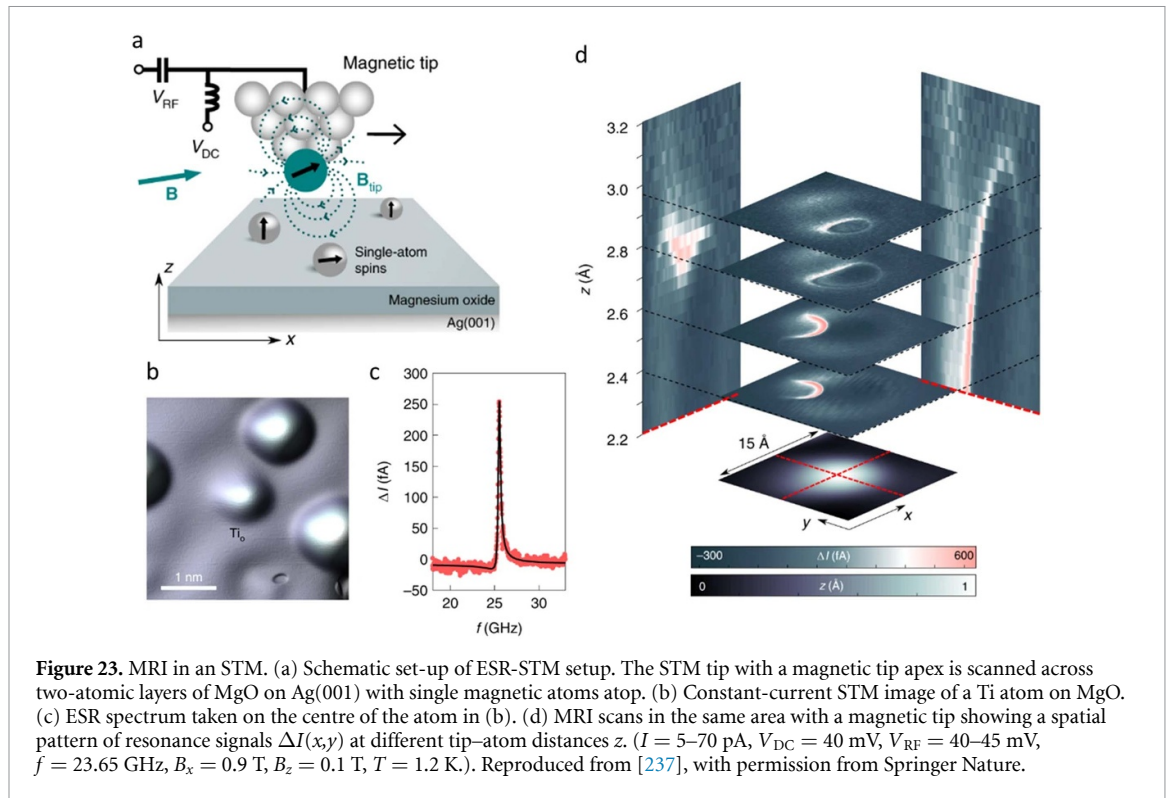 a
Magnetic tip
V_RF
V_DC
B
B_tip
Single-atom
spins
Magnesium oxide
Ag(001)
z
x
b
Ti_o
1 nm
c
300
250
200
150
100
50
0
−50
ΔI (fA)
20 25 30
f (GHz)
d
3.2
3.0
2.8
2.6
2.4
2.2
z (Å)
15 Å
y
x
−300 ΔI (fA) 600
0 z (Å) 1
Figure 23. MRI in an STM. (a) Schematic set-up of ESR-STM setup. The STM tip with a magnetic tip apex is scanned across
two-atomic layers of MgO on Ag(001) with single magnetic atoms atop. (b) Constant-current STM image of a Ti atom on MgO.
(c) ESR spectrum taken on the centre of the atom in (b). (d) MRI scans in the same area with a magnetic tip showing a spatial
pattern of resonance signals ΔI(x,y) at different tip–atom distances z. (I = 5–70 pA, V_DC = 40 mV, V_RF = 40–45 mV,
f = 23.65 GHz, B_x = 0.9 T, B_z = 0.1 T, T = 1.2 K.). Reproduced from [237], with permission from Springer Nature.